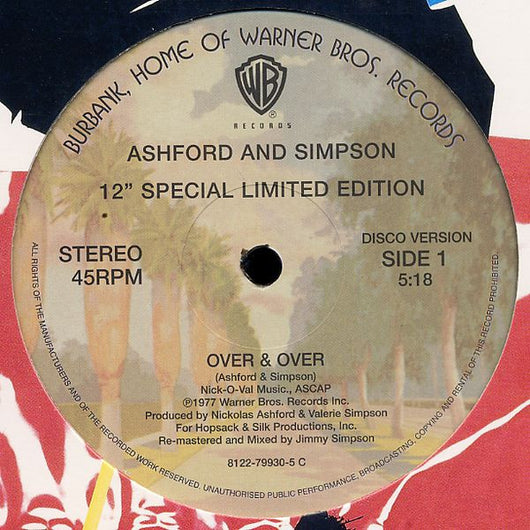 BURBANK, HOME OF WARNER BROS. RECORDS
WB
®
RECORDS
ASHFORD AND SIMPSON
12” SPECIAL LIMITED EDITION
STEREO
45RPM
DISCO VERSION
SIDE 1
5:18
OVER & OVER
(Ashford & Simpson)
Nick-O-Val Music., ASCAP
℗1977 Warner Bros. Records Inc.
Produced by Nickolas Ashford & Valerie Simpson
For Hopsack & Silk Productions, Inc.
Re-mastered and Mixed by Jimmy Simpson
8122-79930-5 C
ALL RIGHTS OF THE MANUFACTURER AND OF THE RECORDED WORK RESERVED. UNAUTHORISED PUBLIC PERFORMANCE, BROADCASTING, COPYING AND RENTAL OF THIS RECORD PROHIBITED.